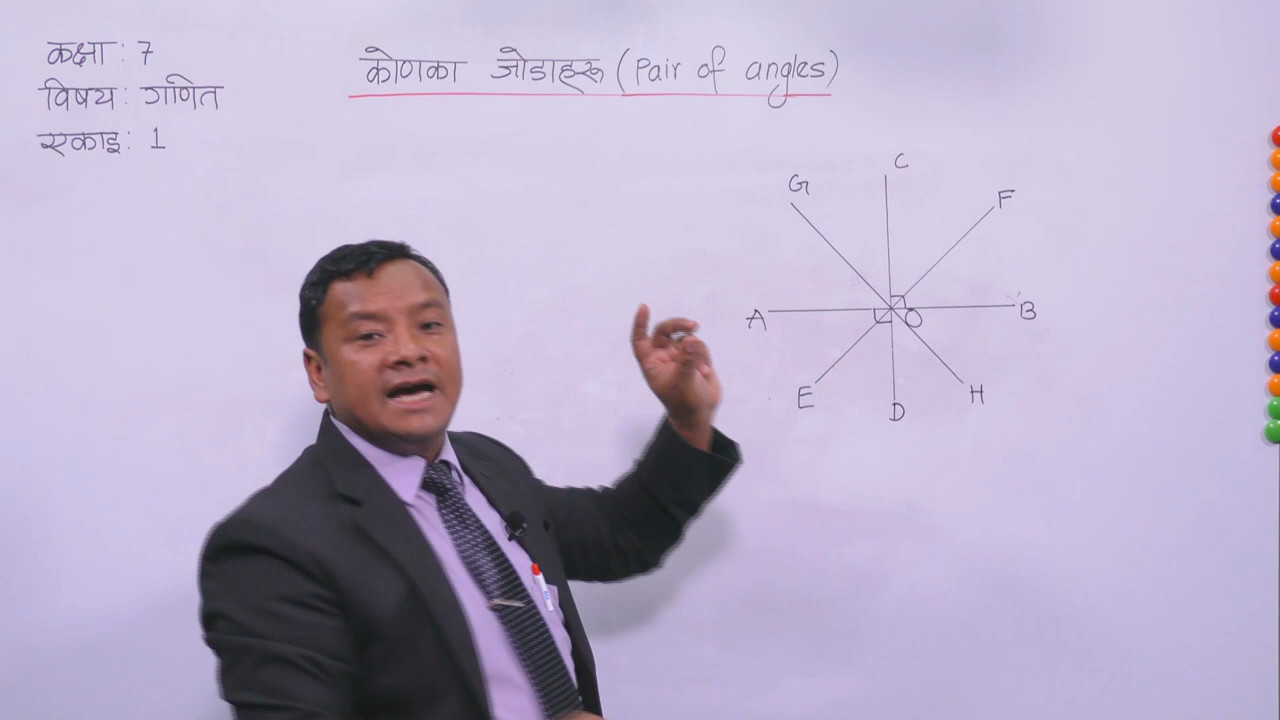 कक्षा: 7
विषय: गणित
एकाइ: 1
कोणका जोडाहरू (Pair of angles)
C
G
F
A
O
B
E
D
H